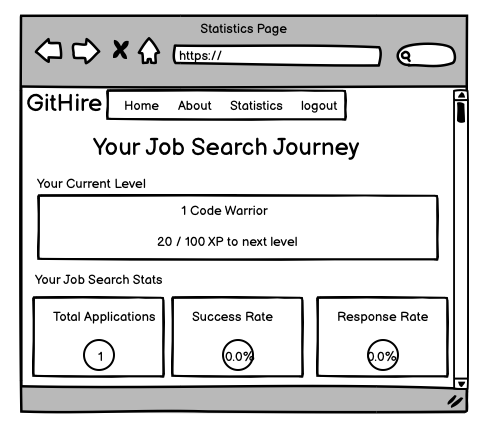 Statistics Page
https://
GitHire
Home About Statistics logout
Your Job Search Journey
Your Current Level
1 Code Warrior
20 / 100 XP to next level
Your Job Search Stats
Total Applications Success Rate Response Rate
1 0.0% 0.0%